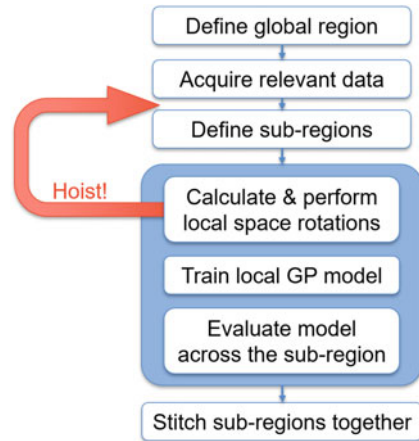 Define global region
Acquire relevant data
Define sub-regions
Hoist!
Calculate & perform
local space rotations
Train local GP model
Evaluate model
across the sub-region
Stitch sub-regions together